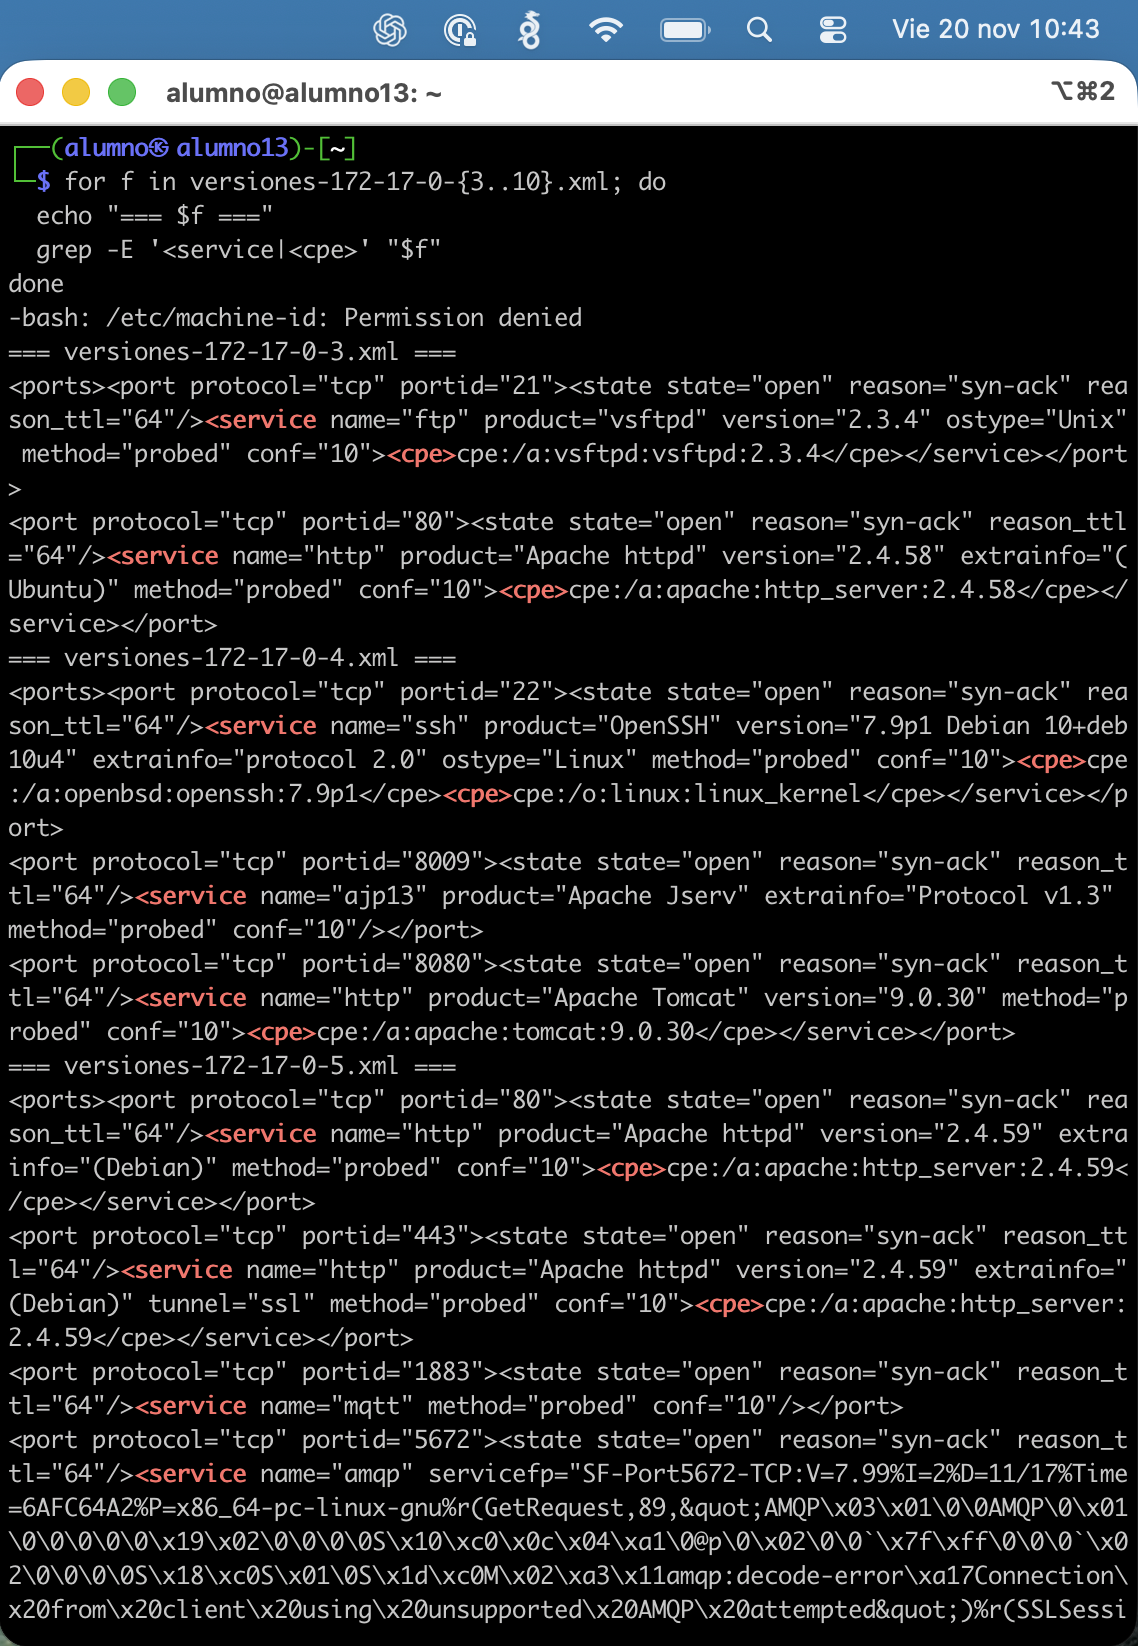 Vie 20 nov 10:43
alumno@alumno13: ~
⌥⌘2
┌──(alumno㉿ alumno13)-[~]
└─$ for f in versiones-172-17-0-{3..10}.xml; do
  echo "=== $f ==="
  grep -E '<service|<cpe>' "$f"
done
-bash: /etc/machine-id: Permission denied
=== versiones-172-17-0-3.xml ===
<ports><port protocol="tcp" portid="21"><state state="open" reason="syn-ack" rea
son_ttl="64"/><service name="ftp" product="vsftpd" version="2.3.4" ostype="Unix"
 method="probed" conf="10"><cpe>cpe:/a:vsftpd:vsftpd:2.3.4</cpe></service></port
>
<port protocol="tcp" portid="80"><state state="open" reason="syn-ack" reason_ttl
="64"/><service name="http" product="Apache httpd" version="2.4.58" extrainfo="(
Ubuntu)" method="probed" conf="10"><cpe>cpe:/a:apache:http_server:2.4.58</cpe></
service></port>
=== versiones-172-17-0-4.xml ===
<ports><port protocol="tcp" portid="22"><state state="open" reason="syn-ack" rea
son_ttl="64"/><service name="ssh" product="OpenSSH" version="7.9p1 Debian 10+deb
10u4" extrainfo="protocol 2.0" ostype="Linux" method="probed" conf="10"><cpe>cpe
:/a:openbsd:openssh:7.9p1</cpe><cpe>cpe:/o:linux:linux_kernel</cpe></service></p
ort>
<port protocol="tcp" portid="8009"><state state="open" reason="syn-ack" reason_t
tl="64"/><service name="ajp13" product="Apache Jserv" extrainfo="Protocol v1.3" 
method="probed" conf="10"/></port>
<port protocol="tcp" portid="8080"><state state="open" reason="syn-ack" reason_t
tl="64"/><service name="http" product="Apache Tomcat" version="9.0.30" method="p
robed" conf="10"><cpe>cpe:/a:apache:tomcat:9.0.30</cpe></service></port>
=== versiones-172-17-0-5.xml ===
<ports><port protocol="tcp" portid="80"><state state="open" reason="syn-ack" rea
son_ttl="64"/><service name="http" product="Apache httpd" version="2.4.59" extra
info="(Debian)" method="probed" conf="10"><cpe>cpe:/a:apache:http_server:2.4.59<
/cpe></service></port>
<port protocol="tcp" portid="443"><state state="open" reason="syn-ack" reason_tt
l="64"/><service name="http" product="Apache httpd" version="2.4.59" extrainfo="
(Debian)" tunnel="ssl" method="probed" conf="10"><cpe>cpe:/a:apache:http_server:
2.4.59</cpe></service></port>
<port protocol="tcp" portid="1883"><state state="open" reason="syn-ack" reason_t
tl="64"/><service name="mqtt" method="probed" conf="10"/></port>
<port protocol="tcp" portid="5672"><state state="open" reason="syn-ack" reason_t
tl="64"/><service name="amqp" servicefp="SF-Port5672-TCP:V=7.99%I=2%D=11/17%Time
=6AFC64A2%P=x86_64-pc-linux-gnu%r(GetRequest,89,&quot;AMQP\x03\x01\0\0AMQP\0\x01
\0\0\0\0\0\x19\x02\0\0\0\0S\x10\xc0\x0c\x04\xa1\0@p\0\x02\0\0`\x7f\xff\0\0\0`\x0
2\0\0\0\0S\x18\xc0S\x01\0S\x1d\xc0M\x02\xa3\x11amqp:decode-error\xa17Connection\
x20from\x20client\x20using\x20unsupported\x20AMQP\x20attempted&quot;)%r(SSLSessi